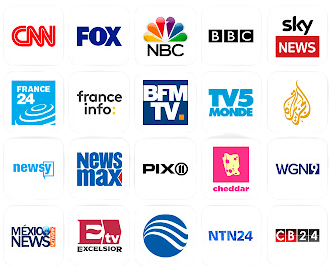 CNN
FOX
NBC
BBC
sky
NEWS
FRANCE
24
france
info:
BFM
TV.
TV5
MONDE
newsy
news
max
PIX11
cheddar
WGN9
MÉXICO
NEWS
tv
EXCELSIOR
NTN24
CB24